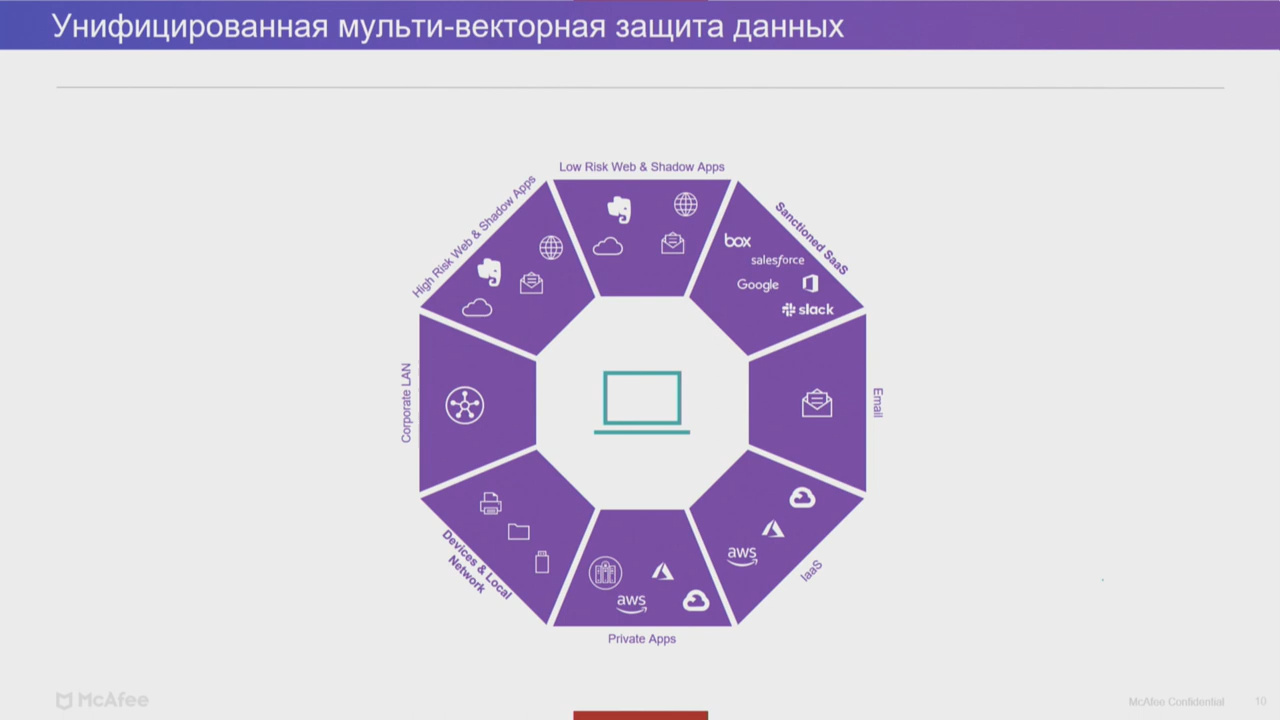 Унифицированная мульти-векторная защита данных
Low Risk Web & Shadow Apps
High Risk Web & Shadow Apps
Sanctioned SaaS
box
salesforce
Google
slack
Corporate LAN
Email
Devices & Local
Network
aws
IaaS
aws
Private Apps
McAfee
McAfee Confidential
10